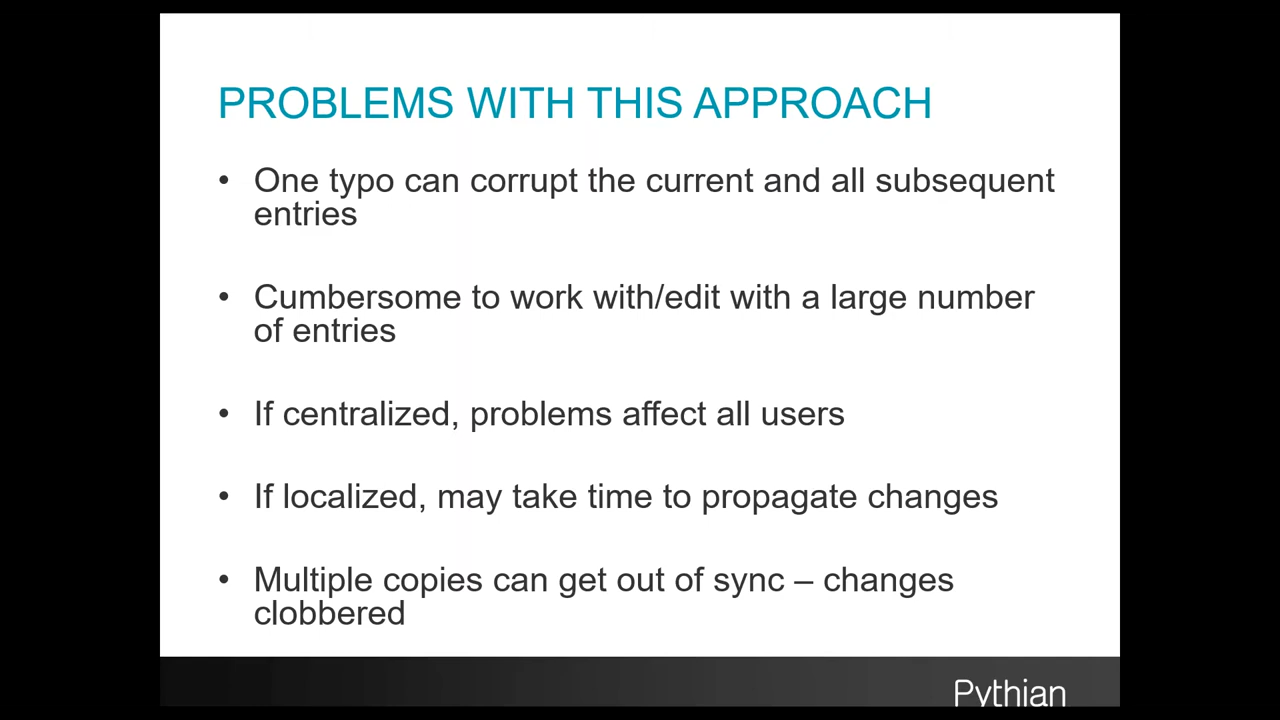 PROBLEMS WITH THIS APPROACH
• One typo can corrupt the current and all subsequent
entries
• Cumbersome to work with/edit with a large number
of entries
• If centralized, problems affect all users
• If localized, may take time to propagate changes
• Multiple copies can get out of sync – changes
clobbered
Pythian